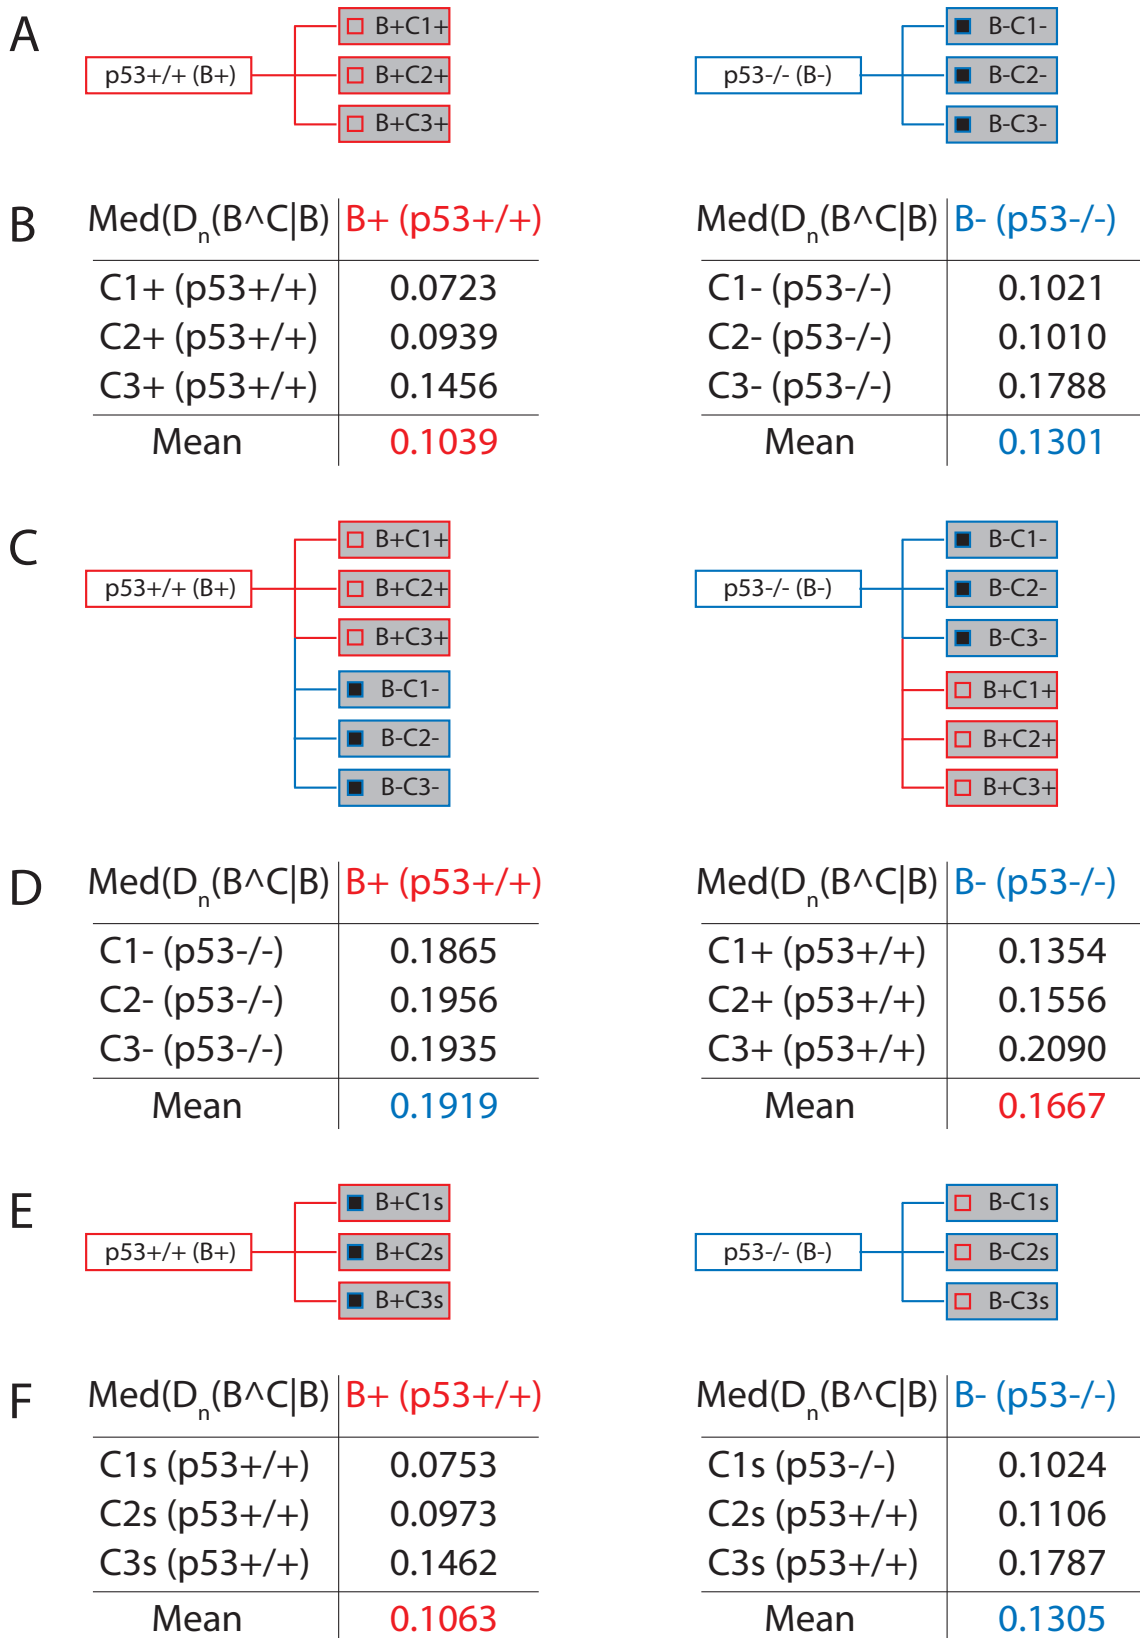 A
B+C1+
p53+/+ (B+)
B+C2+
B+C3+
B-C1-
p53-/- (B-)
B-C2-
B-C3-
B
Med(Dn(B^C|B) B+ (p53+/+)
C1+ (p53+/+) 0.0723
C2+ (p53+/+) 0.0939
C3+ (p53+/+) 0.1456
Mean 0.1039
Med(Dn(B^C|B) B- (p53-/-)
C1- (p53-/-) 0.1021
C2- (p53-/-) 0.1010
C3- (p53-/-) 0.1788
Mean 0.1301
C
B+C1+
p53+/+ (B+)
B+C2+
B+C3+
B-C1-
B-C2-
B-C3-
B-C1-
p53-/- (B-)
B-C2-
B-C3-
B+C1+
B+C2+
B+C3+
D
Med(Dn(B^C|B) B+ (p53+/+)
C1- (p53-/-) 0.1865
C2- (p53-/-) 0.1956
C3- (p53-/-) 0.1935
Mean 0.1919
Med(Dn(B^C|B) B- (p53-/-)
C1+ (p53+/+) 0.1354
C2+ (p53+/+) 0.1556
C3+ (p53+/+) 0.2090
Mean 0.1667
E
B+C1s
p53+/+ (B+)
B+C2s
B+C3s
B-C1s
p53-/- (B-)
B-C2s
B-C3s
F
Med(Dn(B^C|B) B+ (p53+/+)
C1s (p53+/+) 0.0753
C2s (p53+/+) 0.0973
C3s (p53+/+) 0.1462
Mean 0.1063
Med(Dn(B^C|B) B- (p53-/-)
C1s (p53-/-) 0.1024
C2s (p53+/+) 0.1106
C3s (p53+/+) 0.1787
Mean 0.1305